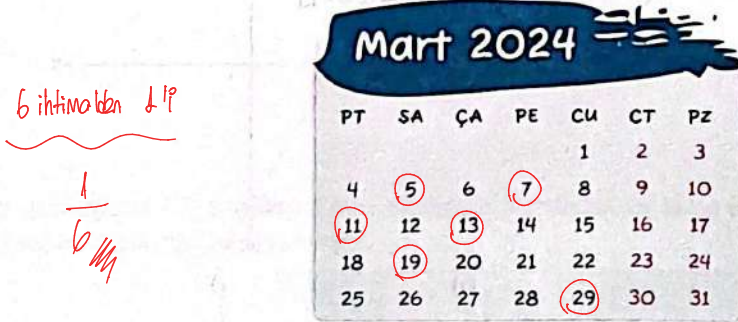 6 ihtimalden 1'i
1
6
Mart 2024
PT SA ÇA PE CU CT PZ
1 2 3
4 5 6 7 8 9 10
11 12 13 14 15 16 17
18 19 20 21 22 23 24
25 26 27 28 29 30 31